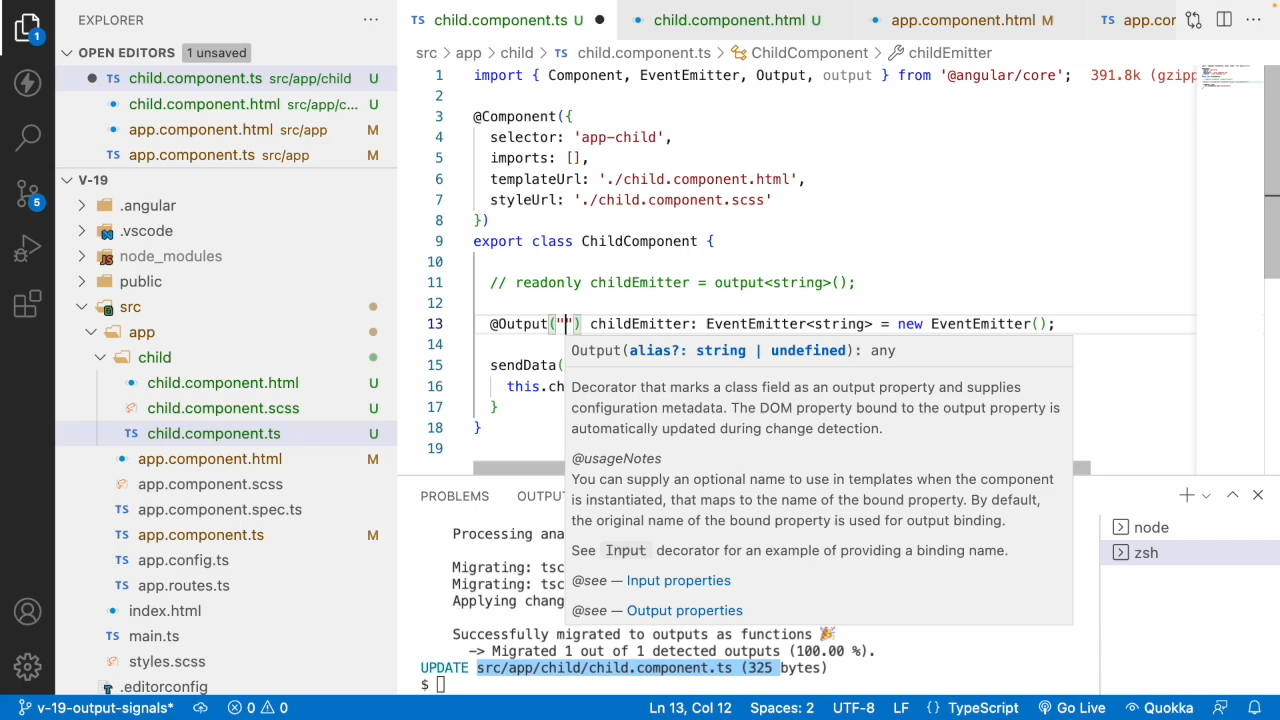 EXPLORER
OPEN EDITORS 1 unsaved
TS child.component.ts src/app/child U
child.component.html src/app/c... U
app.component.html src/app M
TS app.component.ts src/app M
V-19
.angular
.vscode
node_modules
public
src
app
child
child.component.html U
child.component.scss U
TS child.component.ts U
app.component.html M
app.component.scss
TS app.component.spec.ts
TS app.component.ts M
TS app.config.ts
TS app.routes.ts
index.html
TS main.ts
styles.scss
.editorconfig
1
5
TS child.component.ts U
child.component.html U
app.component.html M
TS app.cor
src > app > child > TS child.component.ts > ChildComponent > childEmitter
1 import { Component, EventEmitter, Output, output } from '@angular/core'; 391.8k (gzipp
2
3 @Component({
4 selector: 'app-child',
5 imports: [],
6 templateUrl: './child.component.html',
7 styleUrl: './child.component.scss'
8 })
9 export class ChildComponent {
10
11 // readonly childEmitter = output<string>();
12
13 @Output("") childEmitter: EventEmitter<string> = new EventEmitter();
14
15 sendData(
16 this.ch
17 }
18 }
19
Output(alias?: string | undefined): any
Decorator that marks a class field as an output property and supplies
configuration metadata. The DOM property bound to the output property is
automatically updated during change detection.
@usageNotes
You can supply an optional name to use in templates when the component
is instantiated, that maps to the name of the bound property. By default,
the original name of the bound property is used for output binding.
See Input decorator for an example of providing a binding name.
@see — Input properties
@see — Output properties
PROBLEMS OUTPU
Processing ana
Migrating: tsc
Migrating: tsc
Applying chang
Successfully migrated to outputs as functions 🎉
-> Migrated 1 out of 1 detected outputs (100.00 %).
UPDATE src/app/child/child.component.ts (325 bytes)
$
node
zsh
v-19-output-signals* 0 0 Ln 13, Col 12 Spaces: 2 UTF-8 LF {} TypeScript Go Live Quokka